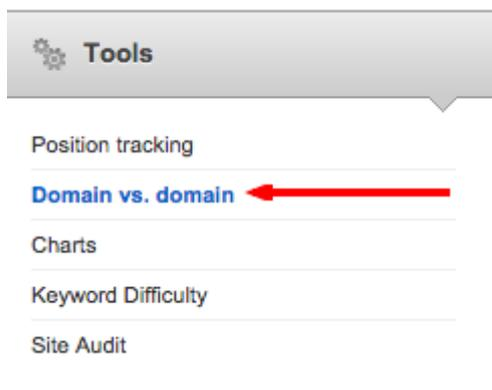 Tools
Position tracking
Domain vs. domain
Charts
Keyword Difficulty
Site Audit